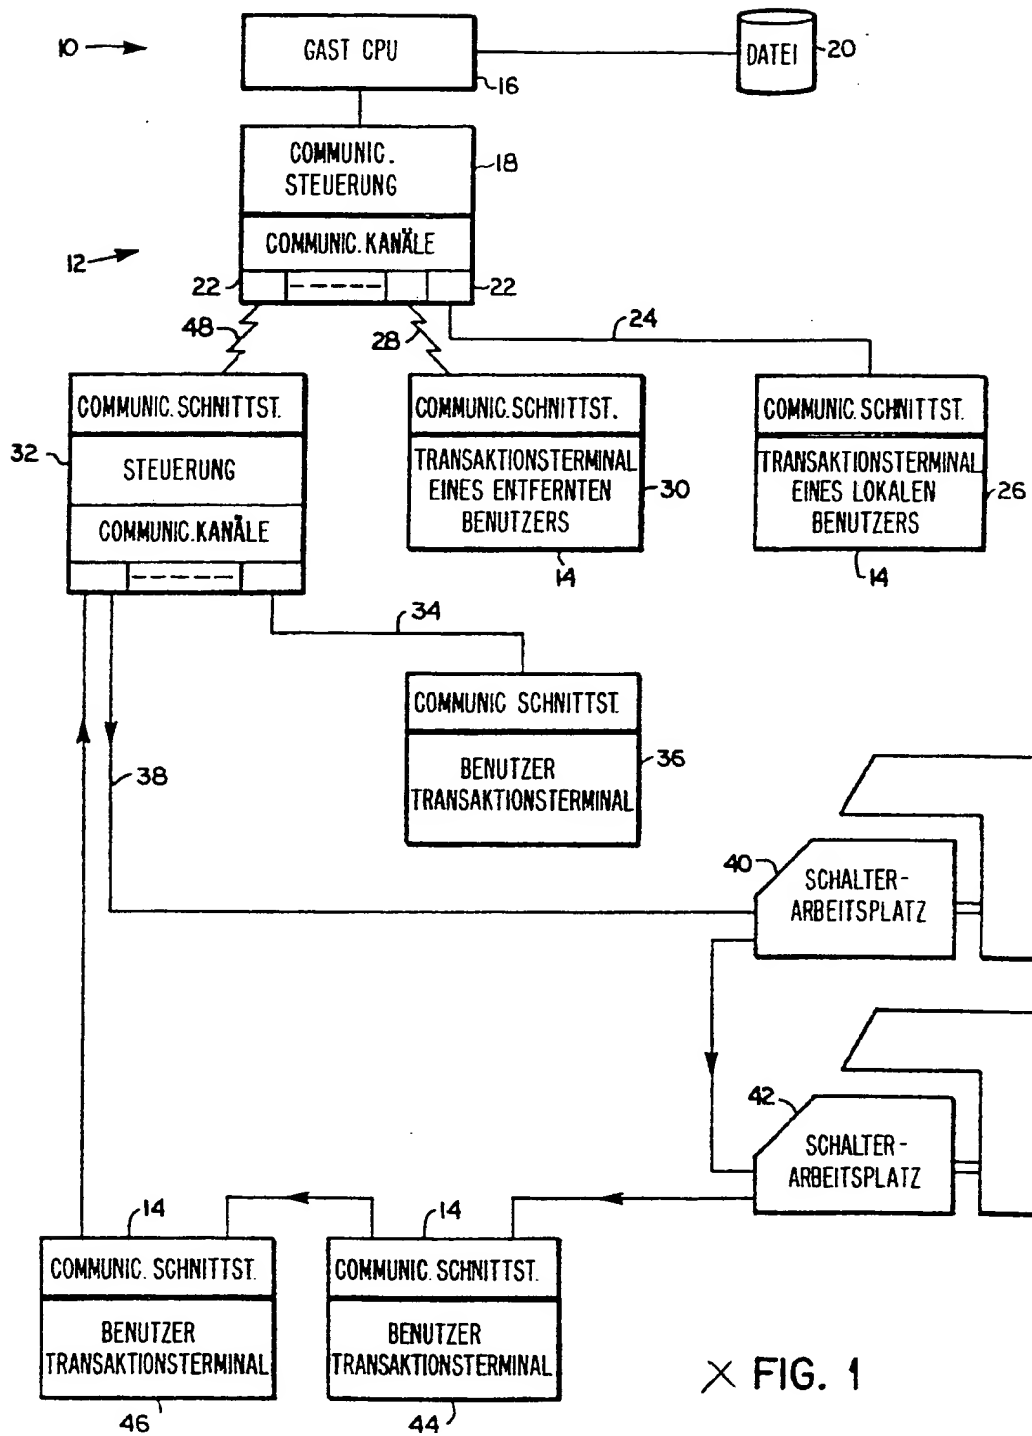 10
GAST CPU
16
DATEI
20
COMMUNIC.
STEUERUNG
18
COMMUNIC. KANÄLE
12
22
22
48
28
24
COMMUNIC. SCHNITTST.
STEUERUNG
COMMUNIC. KANÄLE
32
COMMUNIC. SCHNITTST.
TRANSAKTIONSTERMINAL
EINES ENTFERNTEN
BENUTZERS
30
14
COMMUNIC. SCHNITTST.
TRANSAKTIONSTERMINAL
EINES LOKALEN
BENUTZERS
26
14
34
COMMUNIC SCHNITTST.
BENUTZER
TRANSAKTIONSTERMINAL
36
38
40
SCHALTER-
ARBEITSPLATZ
42
SCHALTER-
ARBEITSPLATZ
14
COMMUNIC. SCHNITTST.
BENUTZER
TRANSAKTIONSTERMINAL
46
14
COMMUNIC. SCHNITTST.
BENUTZER
TRANSAKTIONSTERMINAL
44
X FIG. 1